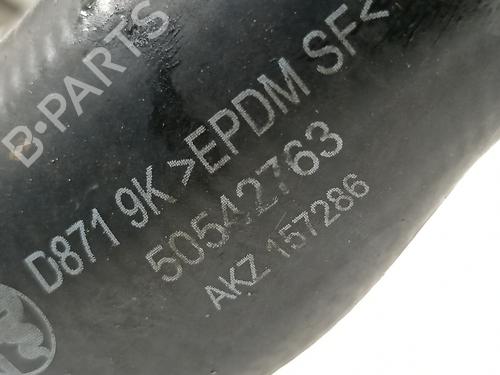 B-PARTS
D871 9K>EPDM SF<
50542763
AKZ 157286